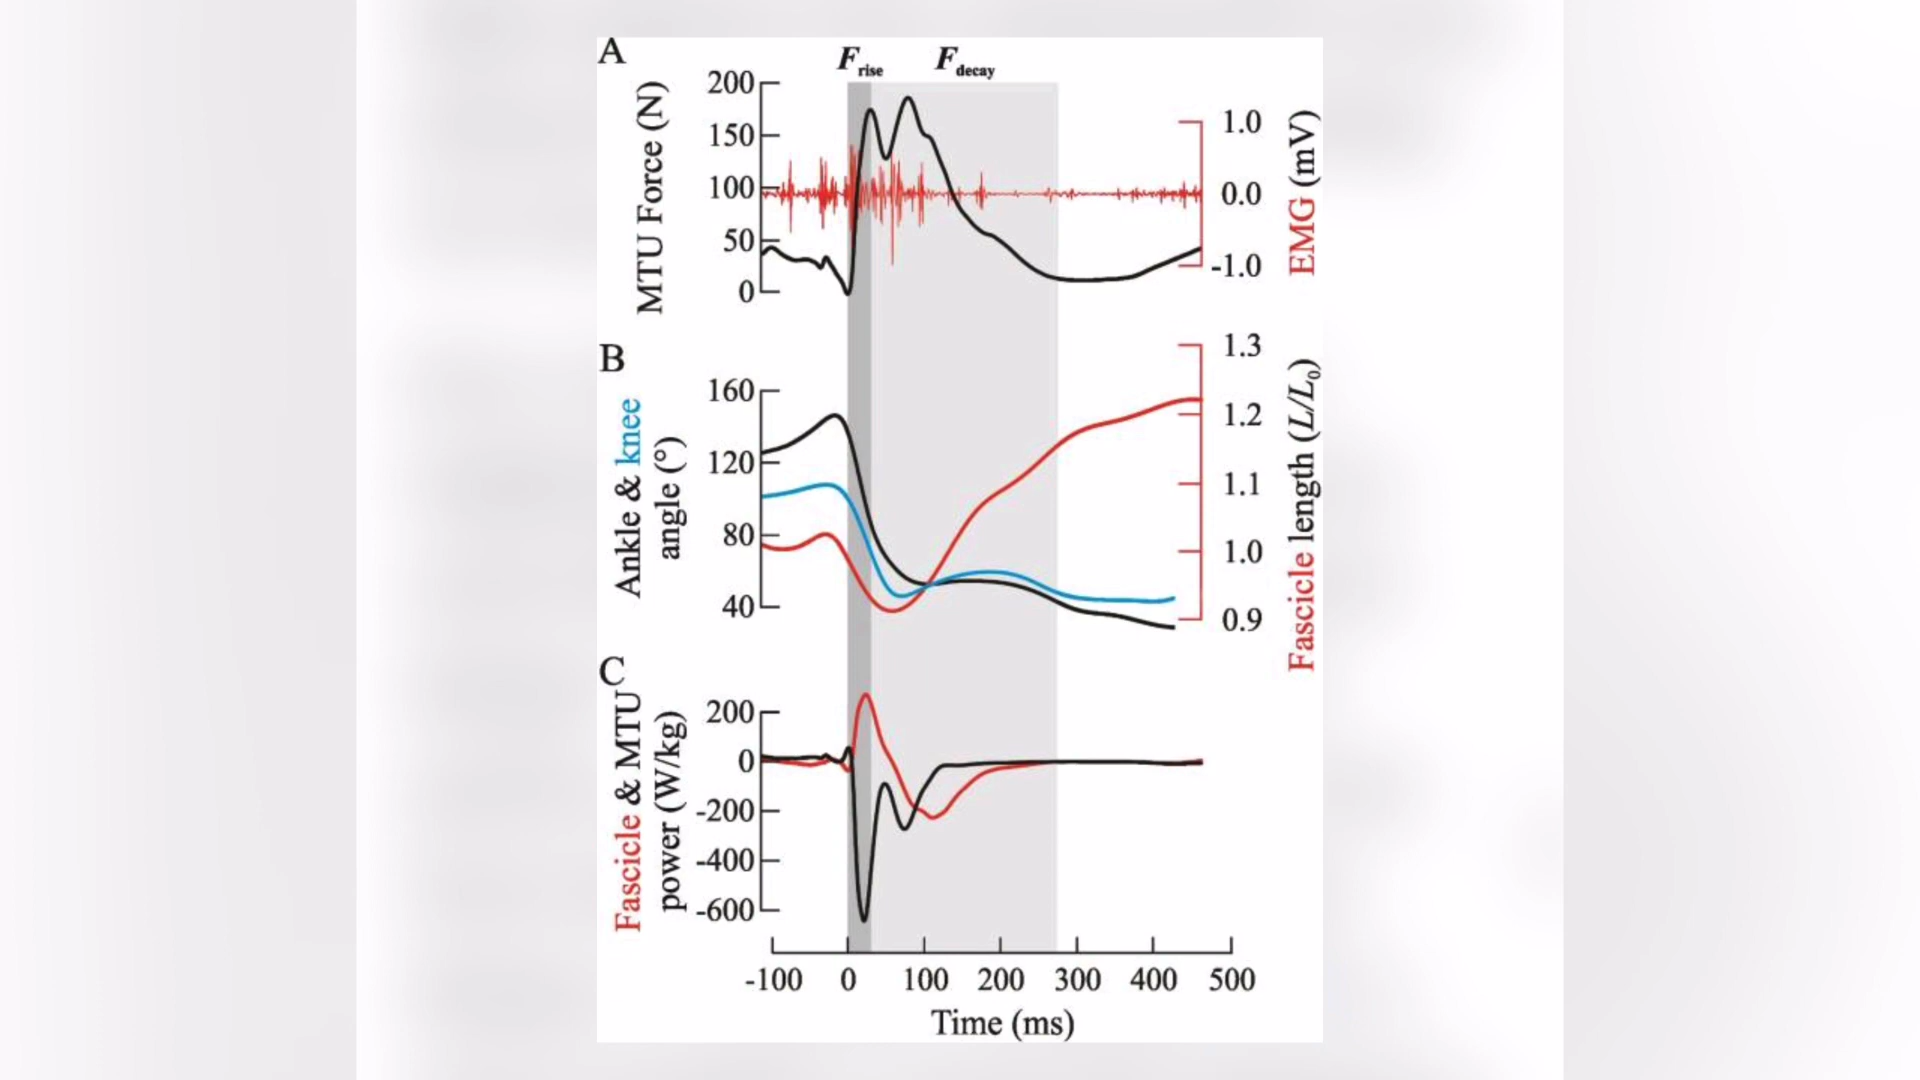 A
F rise F decay
MTU Force (N)
200
150
100
50
0
1.0
0.0
-1.0
EMG (mV)
B
Ankle & knee
angle (°)
160
120
80
40
1.3
1.2
1.1
1.0
0.9
Fascicle length (L/L0)
C
Fascicle & MTU
power (W/kg)
200
0
-200
-400
-600
-100 0 100 200 300 400 500
Time (ms)